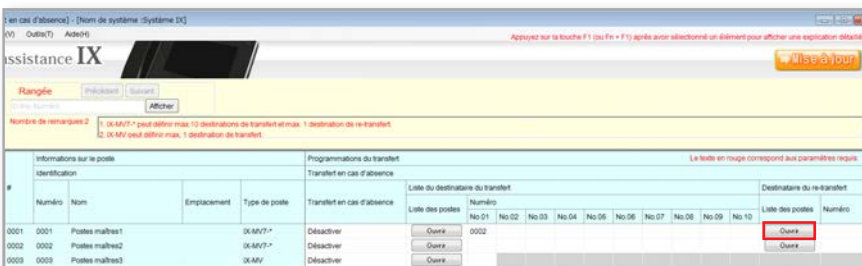 t en cas d'absence] - [Nom de système :Système IX]
(V) Outils(T) Aide(H)
Appuyez sur la touche F1 (ou Fn + F1) après avoir sélectionné un élément pour afficher une explication détaillé
ssistance IX
Mise à jour
Rangée Précédent Suivant
Afficher
Nombre de remarques:2
1. IX-MV7-* peut définir max.10 destinations de transfert et max. 1 destination de re-transfert.
2. IX-MV peut définir max. 1 destination de transfert.
Informations sur le poste Programmations du transfert Le texte en rouge correspond aux paramètres requis
Identification Transfert en cas d'absence
# Numéro Nom Emplacement Type de poste Transfert en cas d'absence Liste du destinataire du transfert Destinataire du re-transfert
Liste des postes Numéro Liste des postes Numéro
No.01 No.02 No.03 No.04 No.05 No.06 No.07 No.08 No.09 No.10
0001 0001 Postes maîtres1 IX-MV7-* Désactiver Ouvrir 0002 Ouvrir
0002 0002 Postes maîtres2 IX-MV7-* Désactiver Ouvrir Ouvrir
0003 0003 Postes maîtres3 IX-MV Désactiver Ouvrir